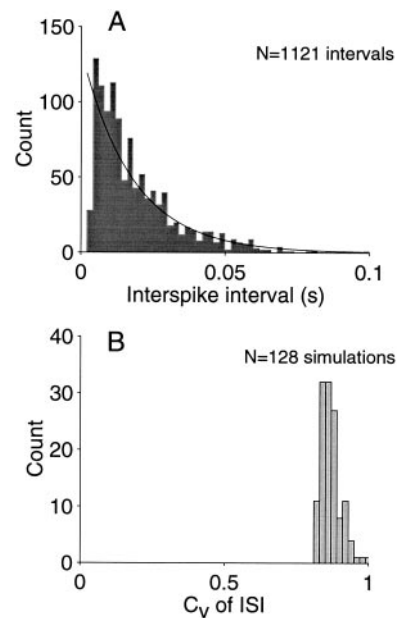 A
N=1121 intervals
150
100
50
0
Count
0 0.05 0.1
Interspike interval (s)
B
N=128 simulations
40
30
20
10
0
Count
0 0.5 1
CV of ISI